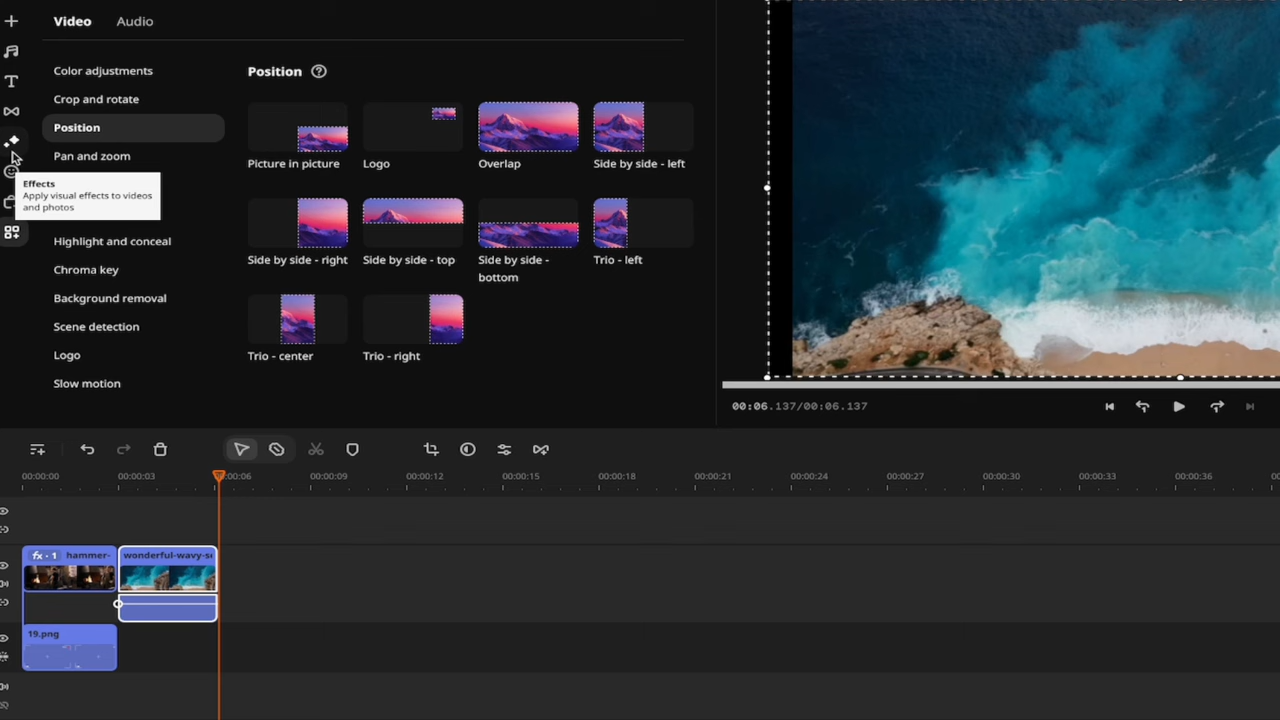 Video Audio
Color adjustments
Crop and rotate
Position
Pan and zoom
Effects
Apply visual effects to videos
and photos
Highlight and conceal
Chroma key
Background removal
Scene detection
Logo
Slow motion
Position ?
Picture in picture
Logo
Overlap
Side by side - left
Side by side - right
Side by side - top
Side by side -
bottom
Trio - left
Trio - center
Trio - right
00:00:06.137/00:00:06.137
00:00:00 00:00:03 :00:06 00:00:09 00:00:12 00:00:15 00:00:18 00:00:21 00:00:24 00:00:27 00:00:30 00:00:33 00:00:36 00
fx · 1 hammer-
wonderful-wavy-se
19.png